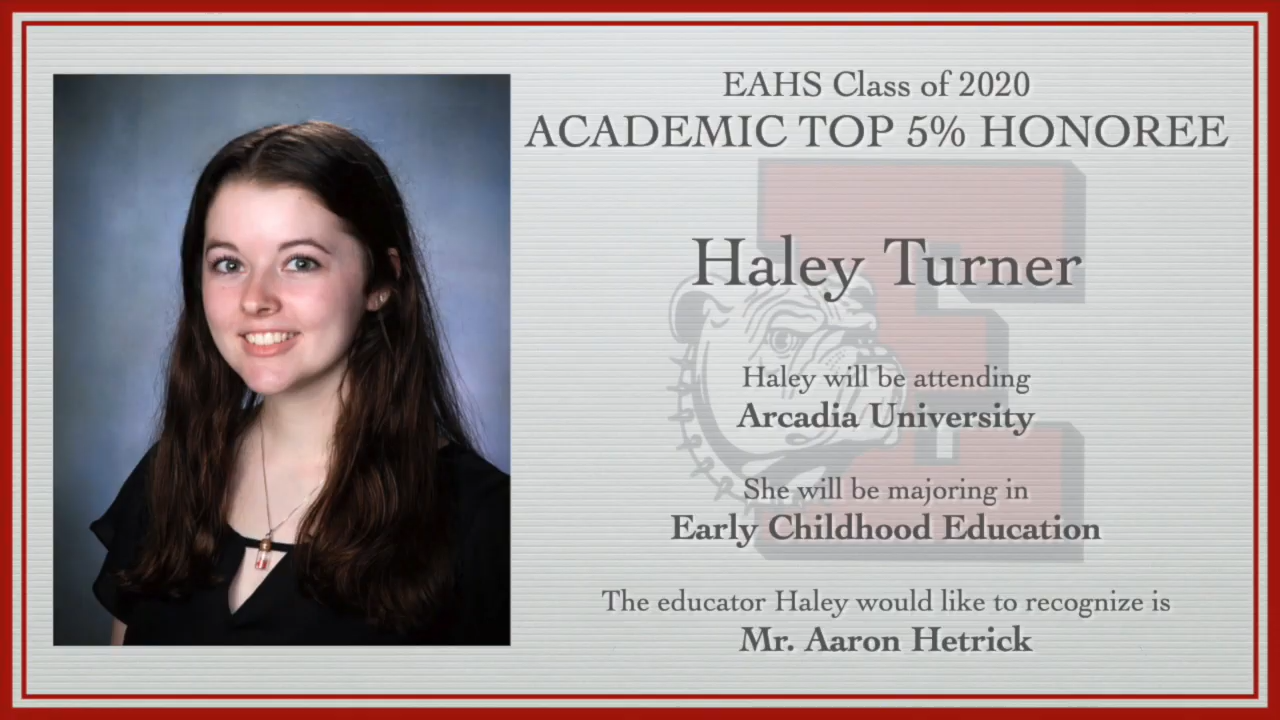 EAHS Class of 2020
ACADEMIC TOP 5% HONOREE
Haley Turner
Haley will be attending
Arcadia University
She will be majoring in
Early Childhood Education
The educator Haley would like to recognize is
Mr. Aaron Hetrick